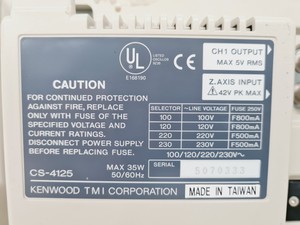 UL
LISTED
E168190
CH1 OUTPUT
MAX 5V RMS
Z.AXIS INPUT
42V PK MAX
CAUTION
FOR CONTINUED PROTECTION
AGAINST FIRE, REPLACE
ONLY WITH FUSE OF THE
SPECIFIED VOLTAGE AND
CURRENT RATINGS.
DISCONNECT POWER SUPPLY
BEFORE REPLACING FUSE.
SELECTOR ~LINE VOLTAGE FUSE 250V
100 100V F800mA
110 120V F800mA
220 220V F500mA
230 230V F500mA
100/120/220/230V~
CS-4125
MAX 35W
50/60Hz
SERIAL
KENWOOD TMI CORPORATION
MADE IN TAIWAN